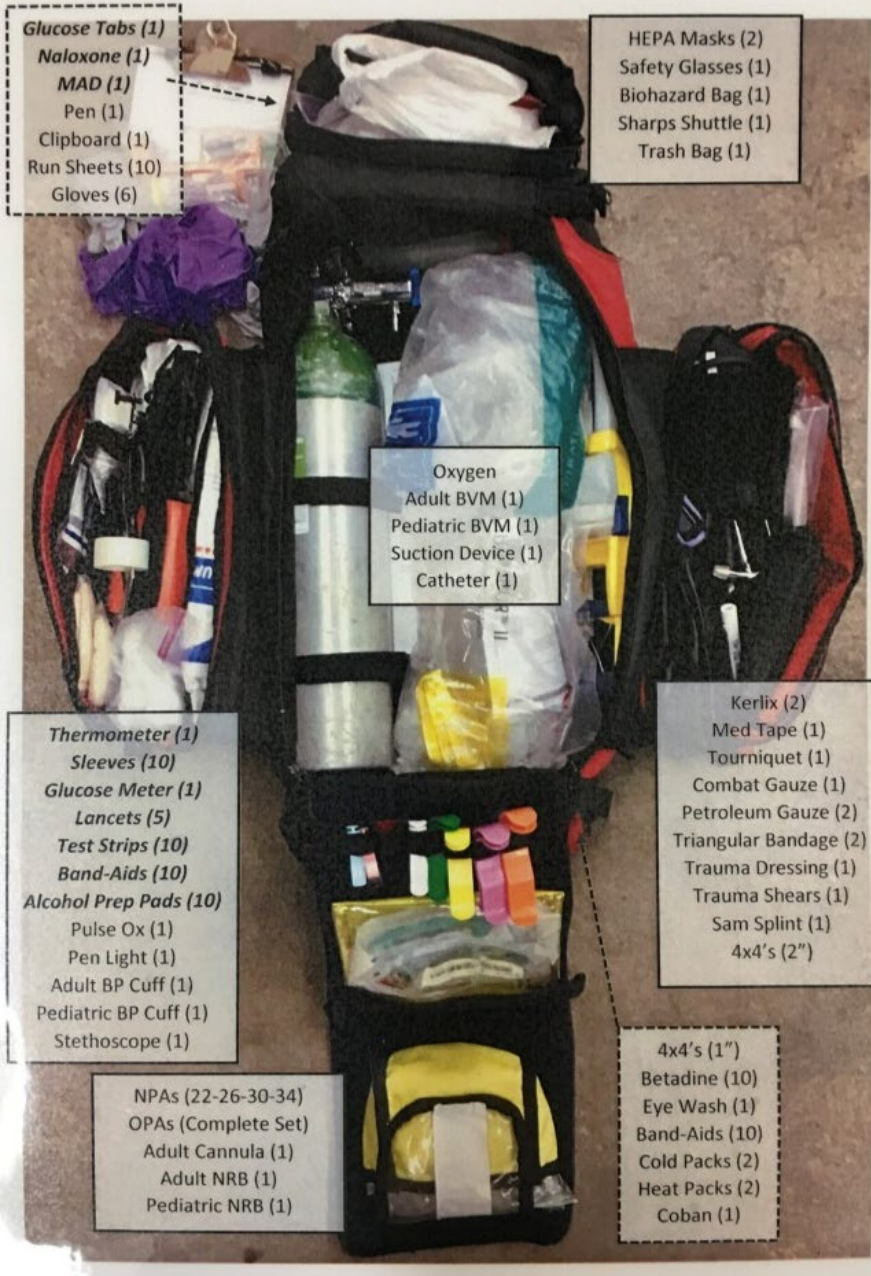 Glucose Tabs (1)
Naloxone (1)
MAD (1)
Pen (1)
Clipboard (1)
Run Sheets (10)
Gloves (6)
HEPA Masks (2)
Safety Glasses (1)
Biohazard Bag (1)
Sharps Shuttle (1)
Trash Bag (1)
Oxygen
Adult BVM (1)
Pediatric BVM (1)
Suction Device (1)
Catheter (1)
Thermometer (1)
Sleeves (10)
Glucose Meter (1)
Lancets (5)
Test Strips (10)
Band-Aids (10)
Alcohol Prep Pads (10)
Pulse Ox (1)
Pen Light (1)
Adult BP Cuff (1)
Pediatric BP Cuff (1)
Stethoscope (1)
Kerlix (2)
Med Tape (1)
Tourniquet (1)
Combat Gauze (1)
Petroleum Gauze (2)
Triangular Bandage (2)
Trauma Dressing (1)
Trauma Shears (1)
Sam Splint (1)
4x4's (2")
NPAs (22-26-30-34)
OPAs (Complete Set)
Adult Cannula (1)
Adult NRB (1)
Pediatric NRB (1)
4x4's (1")
Betadine (10)
Eye Wash (1)
Band-Aids (10)
Cold Packs (2)
Heat Packs (2)
Coban (1)